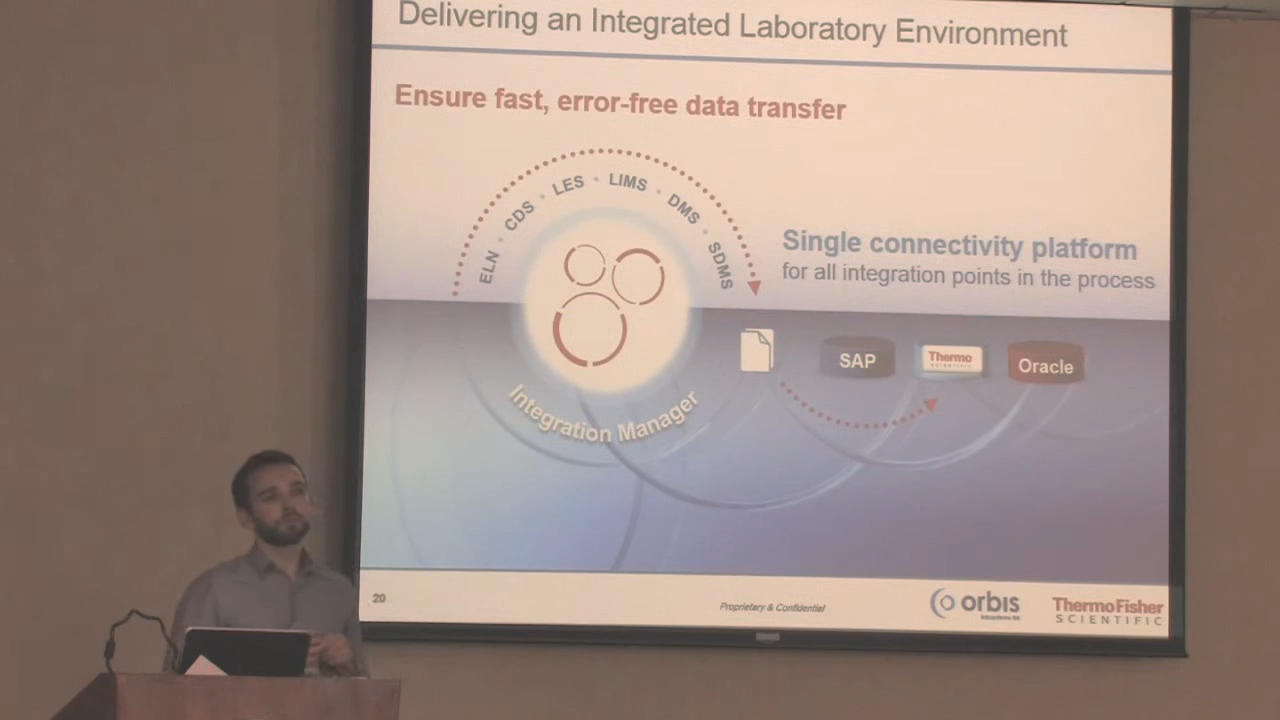 Delivering an Integrated Laboratory Environment
Ensure fast, error-free data transfer
ELN • CDS • LES • LIMS • DMS • SDMS
Single connectivity platform
for all integration points in the process
SAP
Thermo
SCIENTIFIC
Oracle
Integration Manager
20
Proprietary & Confidential
orbis
ThermoFisher
SCIENTIFIC